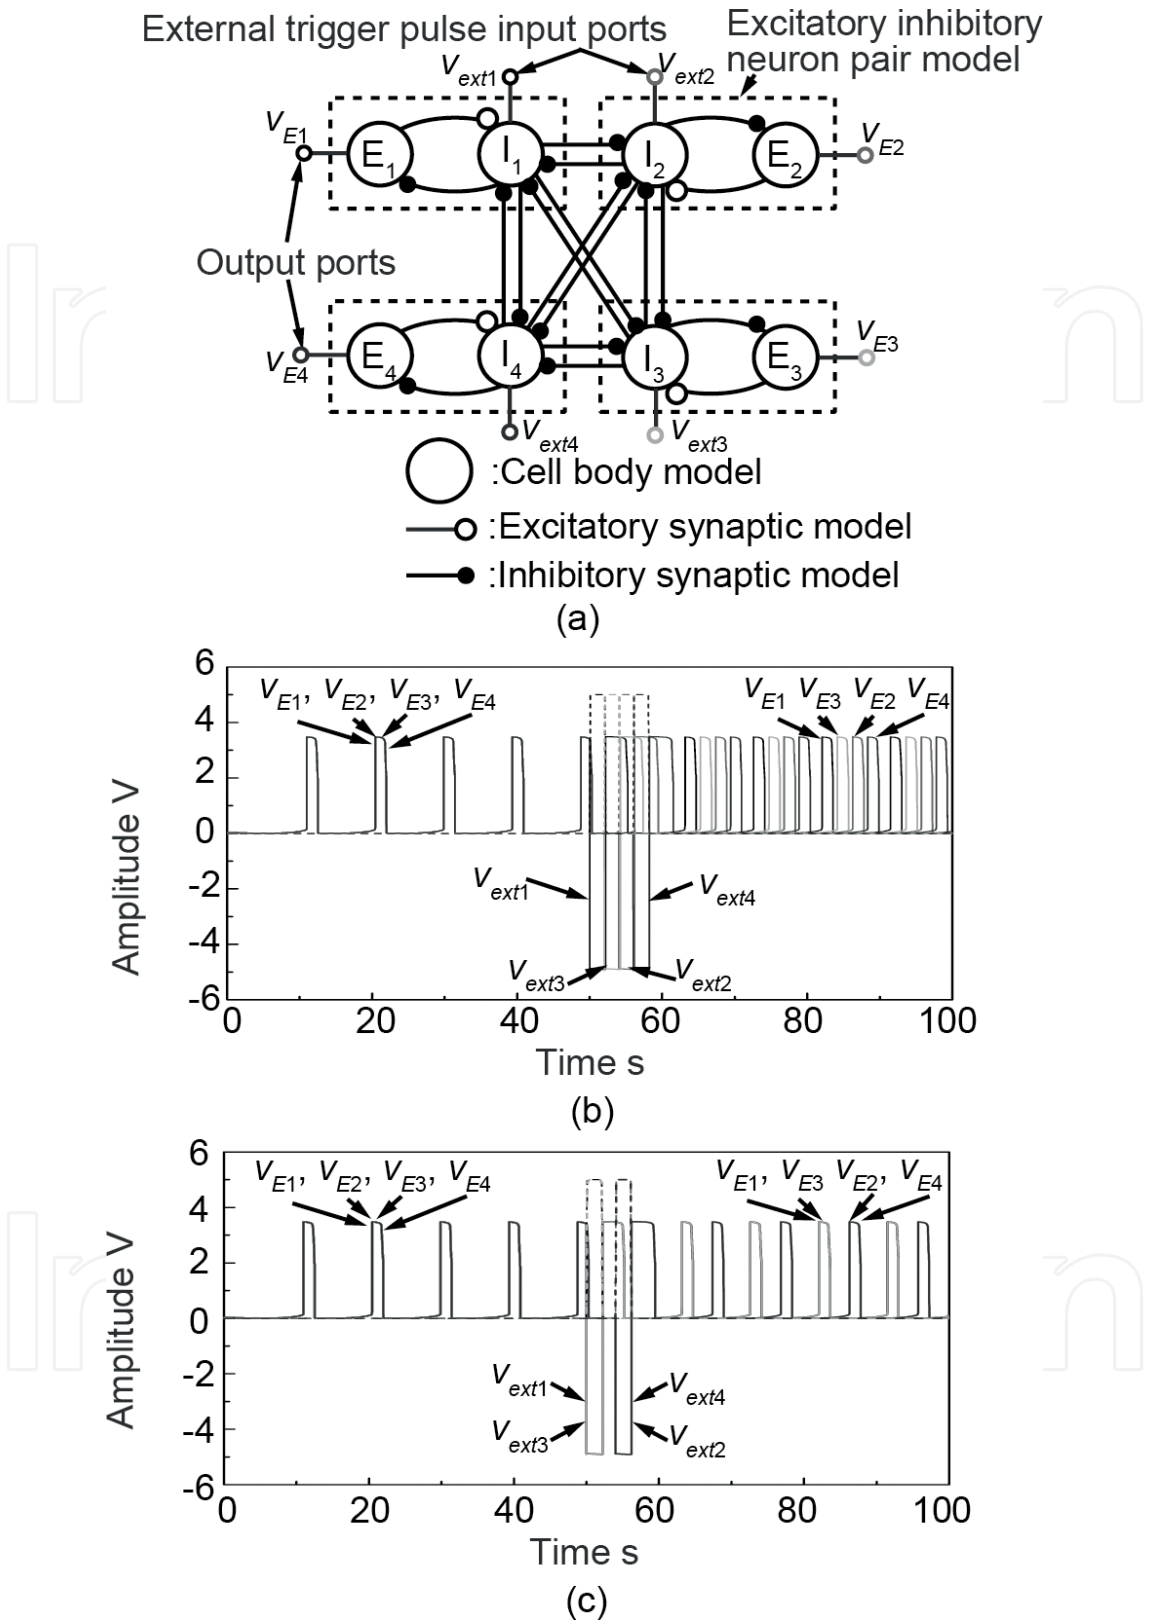 External trigger pulse input ports
Excitatory inhibitory
neuron pair model
Vext1
Vext2
VE1
E1
I1
I2
E2
VE2
Output ports
VE4
E4
I4
I3
E3
VE3
Vext4
Vext3
:Cell body model
:Excitatory synaptic model
:Inhibitory synaptic model
(a)
6
4
2
0
-2
-4
-6
Amplitude V
VE1, VE2, VE3, VE4
VE1 VE3 VE2 VE4
Vext1
Vext4
Vext3
Vext2
0 20 40 60 80 100
Time s
(b)
6
4
2
0
-2
-4
-6
Amplitude V
VE1, VE2, VE3, VE4
VE1, VE3 VE2, VE4
Vext1
Vext4
Vext3
Vext2
0 20 40 60 80 100
Time s
(c)